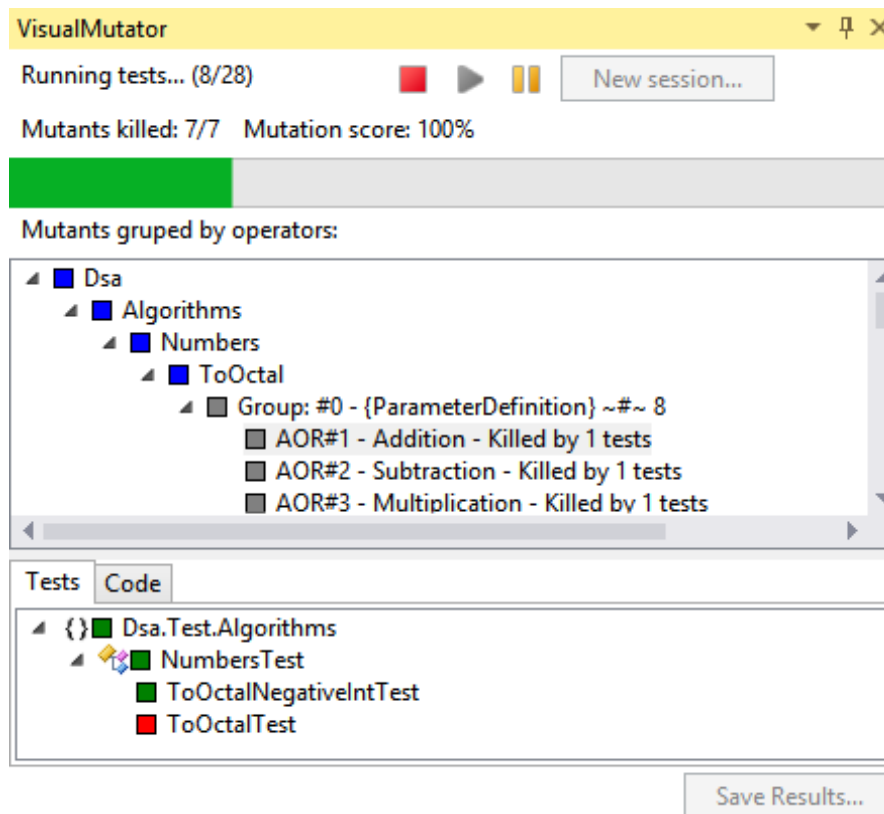 VisualMutator
Running tests... (8/28)
New session...
Mutants killed: 7/7 Mutation score: 100%
Mutants gruped by operators:
Dsa
Algorithms
Numbers
ToOctal
Group: #0 - {ParameterDefinition} ~#~ 8
AOR#1 - Addition - Killed by 1 tests
AOR#2 - Subtraction - Killed by 1 tests
AOR#3 - Multiplication - Killed by 1 tests
Tests Code
{} Dsa.Test.Algorithms
NumbersTest
ToOctalNegativeIntTest
ToOctalTest
Save Results...